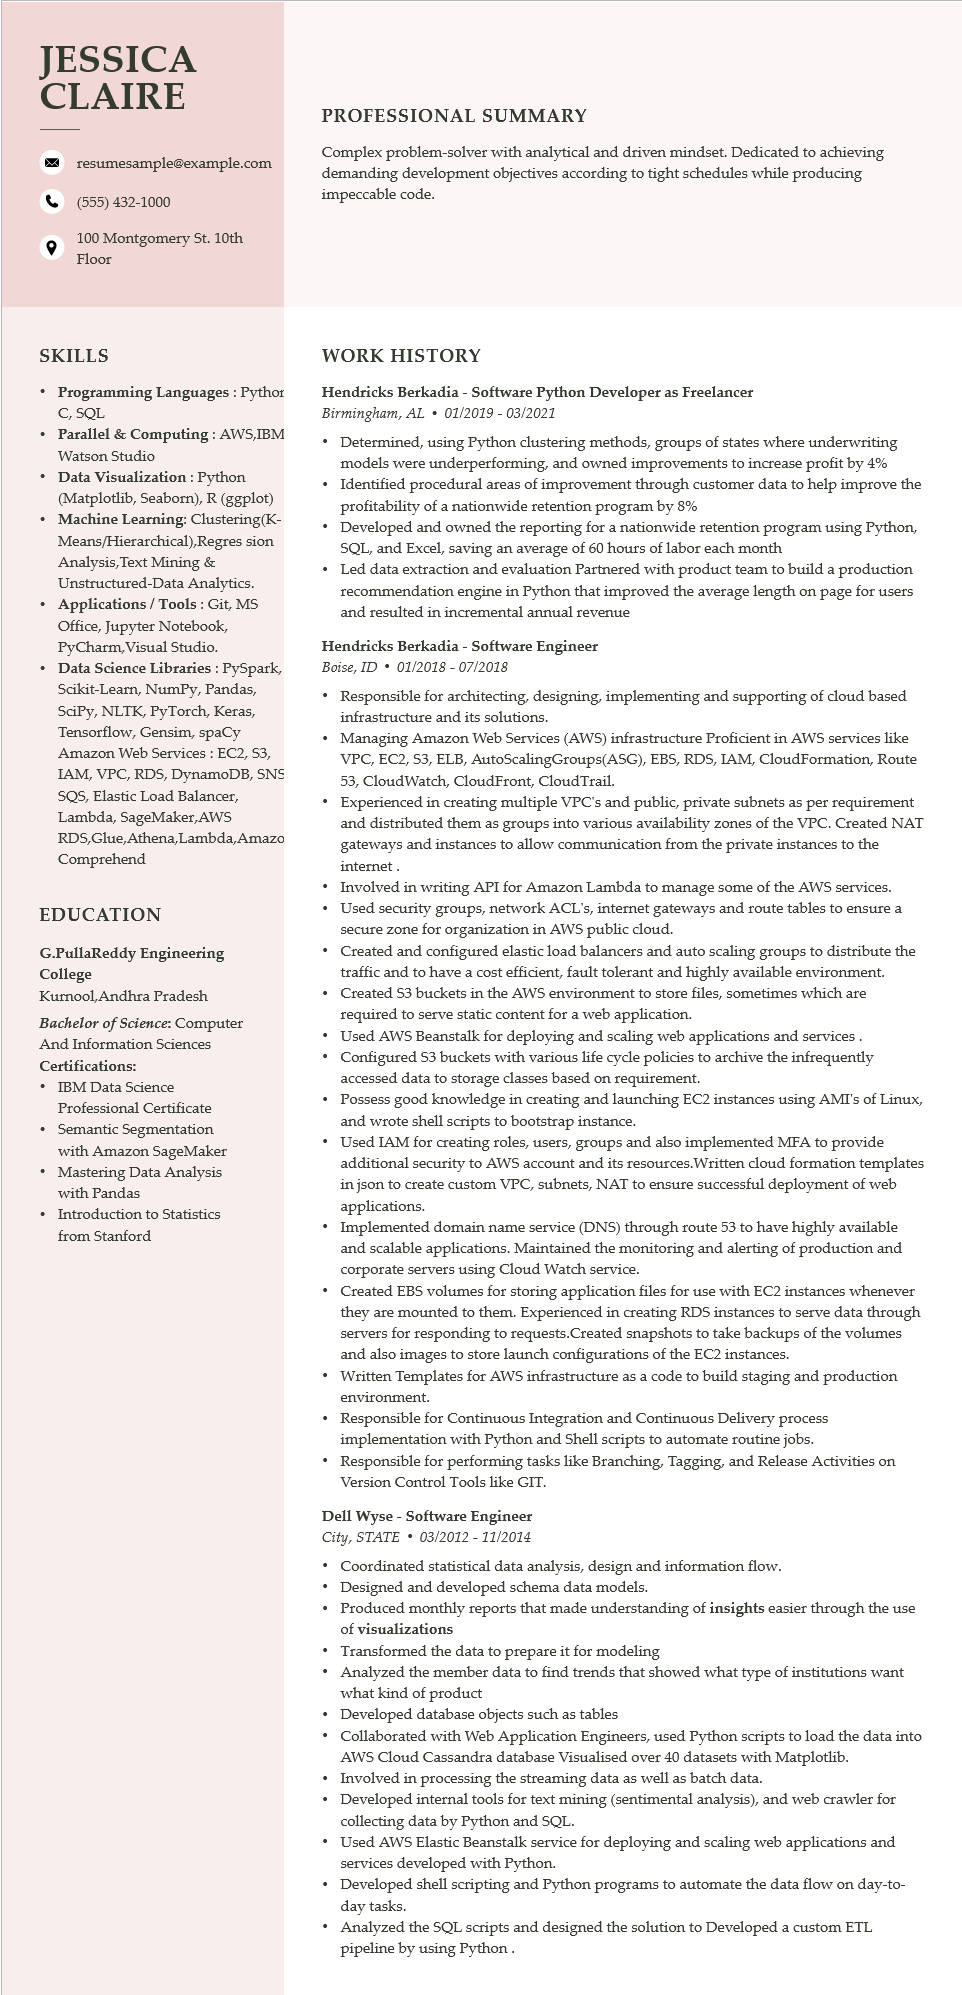 JESSICA
CLAIRE
resumesample@example.com
(555) 432-1000
100 Montgomery St. 10th
Floor
PROFESSIONAL SUMMARY
Complex problem-solver with analytical and driven mindset. Dedicated to achieving
demanding development objectives according to tight schedules while producing
impeccable code.
SKILLS
• Programming Languages : Python
C, SQL
• Parallel & Computing : AWS,IBM
Watson Studio
• Data Visualization : Python
(Matplotlib, Seaborn), R (ggplot)
• Machine Learning: Clustering(K-
Means/Hierarchical),Regres sion
Analysis,Text Mining &
Unstructured-Data Analytics.
• Applications / Tools : Git, MS
Office, Jupyter Notebook,
PyCharm,Visual Studio.
• Data Science Libraries : PySpark,
Scikit-Learn, NumPy, Pandas,
SciPy, NLTK, PyTorch, Keras,
Tensorflow, Gensim, spaCy
Amazon Web Services : EC2, S3,
IAM, VPC, RDS, DynamoDB, SNS
SQS, Elastic Load Balancer,
Lambda, SageMaker,AWS
RDS,Glue,Athena,Lambda,Amazo
Comprehend
EDUCATION
G.PullaReddy Engineering
College
Kurnool,Andhra Pradesh
Bachelor of Science: Computer
And Information Sciences
Certifications:
• IBM Data Science
Professional Certificate
• Semantic Segmentation
with Amazon SageMaker
• Mastering Data Analysis
with Pandas
• Introduction to Statistics
from Stanford
WORK HISTORY
Hendricks Berkadia - Software Python Developer as Freelancer
Birmingham, AL • 01/2019 - 03/2021
• Determined, using Python clustering methods, groups of states where underwriting
models were underperforming, and owned improvements to increase profit by 4%
• Identified procedural areas of improvement through customer data to help improve the
profitability of a nationwide retention program by 8%
• Developed and owned the reporting for a nationwide retention program using Python,
SQL, and Excel, saving an average of 60 hours of labor each month
• Led data extraction and evaluation Partnered with product team to build a production
recommendation engine in Python that improved the average length on page for users
and resulted in incremental annual revenue
Hendricks Berkadia - Software Engineer
Boise, ID • 01/2018 - 07/2018
• Responsible for architecting, designing, implementing and supporting of cloud based
infrastructure and its solutions.
• Managing Amazon Web Services (AWS) infrastructure Proficient in AWS services like
VPC, EC2, S3, ELB, AutoScalingGroups(ASG), EBS, RDS, IAM, CloudFormation, Route
53, CloudWatch, CloudFront, CloudTrail.
• Experienced in creating multiple VPC's and public, private subnets as per requirement
and distributed them as groups into various availability zones of the VPC. Created NAT
gateways and instances to allow communication from the private instances to the
internet .
• Involved in writing API for Amazon Lambda to manage some of the AWS services.
• Used security groups, network ACL's, internet gateways and route tables to ensure a
secure zone for organization in AWS public cloud.
• Created and configured elastic load balancers and auto scaling groups to distribute the
traffic and to have a cost efficient, fault tolerant and highly available environment.
• Created S3 buckets in the AWS environment to store files, sometimes which are
required to serve static content for a web application.
• Used AWS Beanstalk for deploying and scaling web applications and services .
• Configured S3 buckets with various life cycle policies to archive the infrequently
accessed data to storage classes based on requirement.
• Possess good knowledge in creating and launching EC2 instances using AMI's of Linux,
and wrote shell scripts to bootstrap instance.
• Used IAM for creating roles, users, groups and also implemented MFA to provide
additional security to AWS account and its resources.Written cloud formation templates
in json to create custom VPC, subnets, NAT to ensure successful deployment of web
applications.
• Implemented domain name service (DNS) through route 53 to have highly available
and scalable applications. Maintained the monitoring and alerting of production and
corporate servers using Cloud Watch service.
• Created EBS volumes for storing application files for use with EC2 instances whenever
they are mounted to them. Experienced in creating RDS instances to serve data through
servers for responding to requests.Created snapshots to take backups of the volumes
and also images to store launch configurations of the EC2 instances.
• Written Templates for AWS infrastructure as a code to build staging and production
environment.
• Responsible for Continuous Integration and Continuous Delivery process
implementation with Python and Shell scripts to automate routine jobs.
• Responsible for performing tasks like Branching, Tagging, and Release Activities on
Version Control Tools like GIT.
Dell Wyse - Software Engineer
City, STATE • 03/2012 - 11/2014
• Coordinated statistical data analysis, design and information flow.
• Designed and developed schema data models.
• Produced monthly reports that made understanding of insights easier through the use
of visualizations
• Transformed the data to prepare it for modeling
• Analyzed the member data to find trends that showed what type of institutions want
what kind of product
• Developed database objects such as tables
• Collaborated with Web Application Engineers, used Python scripts to load the data into
AWS Cloud Cassandra database Visualised over 40 datasets with Matplotlib.
• Involved in processing the streaming data as well as batch data.
• Developed internal tools for text mining (sentimental analysis), and web crawler for
collecting data by Python and SQL.
• Used AWS Elastic Beanstalk service for deploying and scaling web applications and
services developed with Python.
• Developed shell scripting and Python programs to automate the data flow on day-to-
day tasks.
• Analyzed the SQL scripts and designed the solution to Developed a custom ETL
pipeline by using Python .